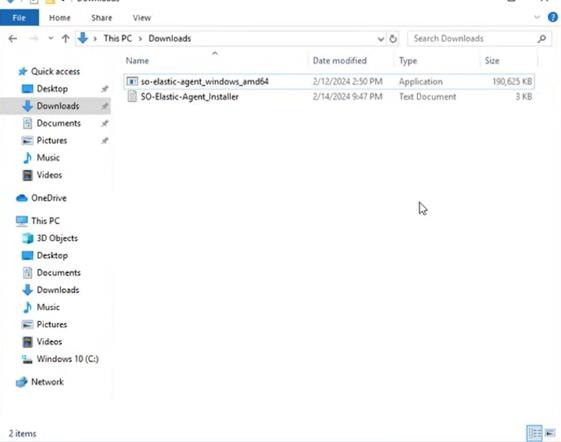 Downloads
File Home Share View
This PC > Downloads
Search Downloads
Name Date modified Type Size
so-elastic-agent_windows_amd64 2/12/2024 2:50 PM Application 190,625 KB
SO-Elastic-Agent_Installer 2/14/2024 9:47 PM Text Document 3 KB
Quick access
Desktop
Downloads
Documents
Pictures
Music
Videos
OneDrive
This PC
3D Objects
Desktop
Documents
Downloads
Music
Pictures
Videos
Windows 10 (C:)
Network
2 items